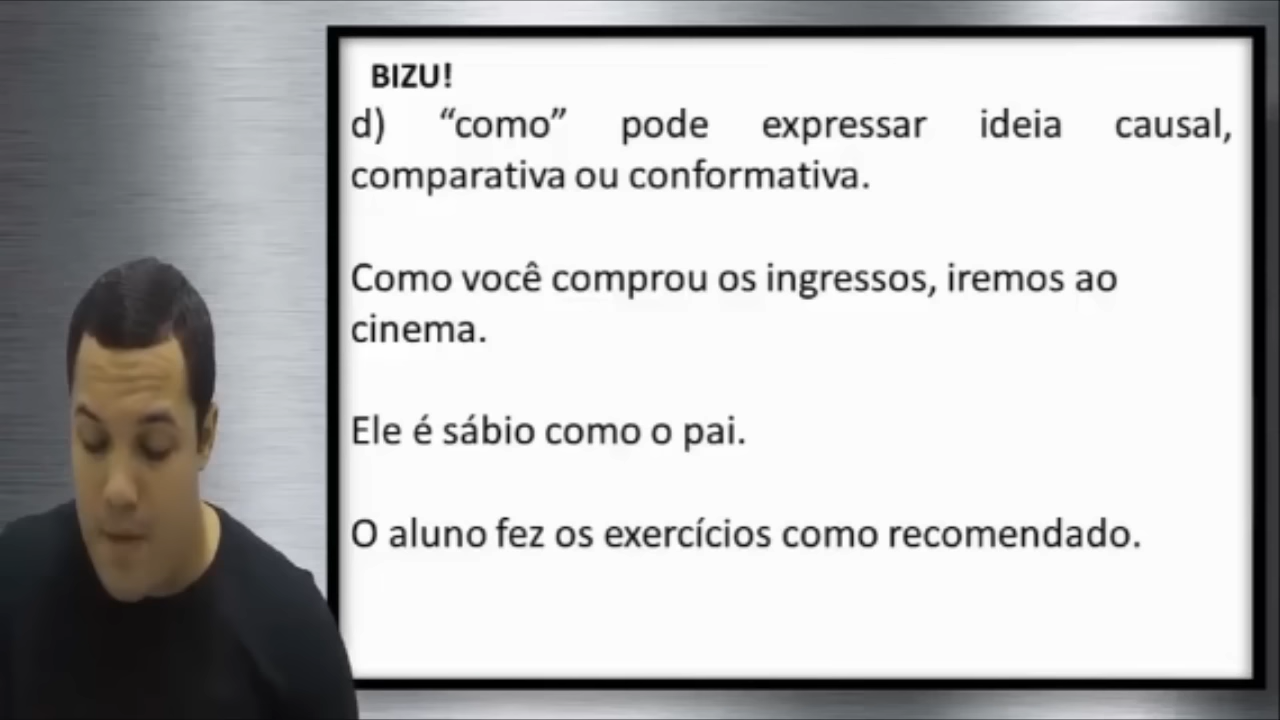 BIZU!
d) “como” pode expressar ideia causal,
comparativa ou conformativa.
Como você comprou os ingressos, iremos ao
cinema.
Ele é sábio como o pai.
O aluno fez os exercícios como recomendado.